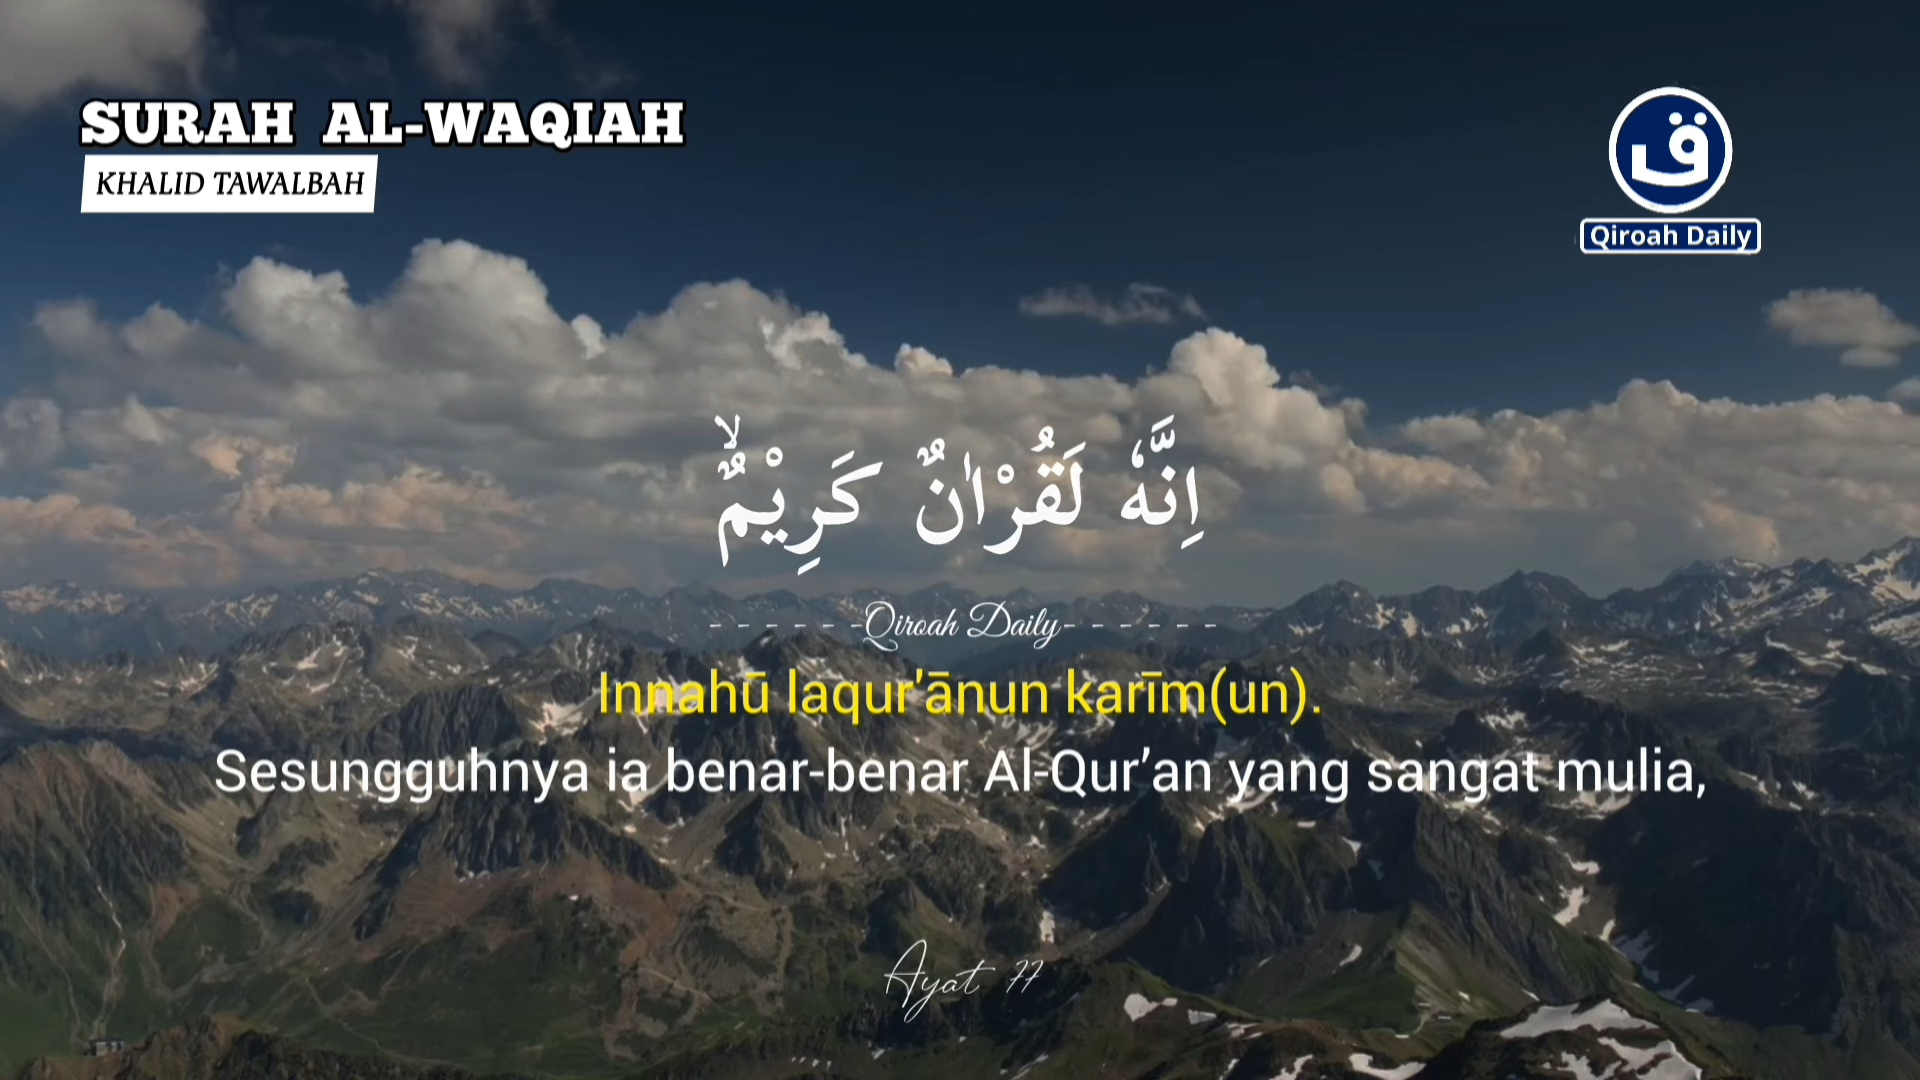 SURAH AL-WAQIAH
KHALID TAWALBAH
ق
Qiroah Daily
اِنَّهٗ لَقُرْاٰنٌ كَرِيْمٌۙ
Qiroah Daily
Innahū laqur'ānun karīm(un).
Sesungguhnya ia benar-benar Al-Qur’an yang sangat mulia,
Ayat 77